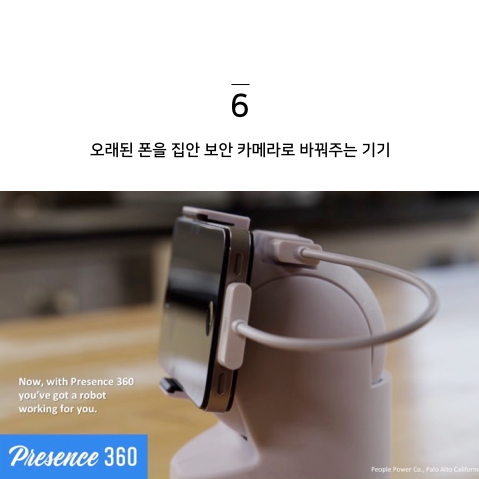 6
오래된 폰을 집안 보안 카메라로 바꿔주는 기기
Now, with Presence 360
you've got a robot
working for you.
Presence 360
People Power Co., Palo Alto Californ